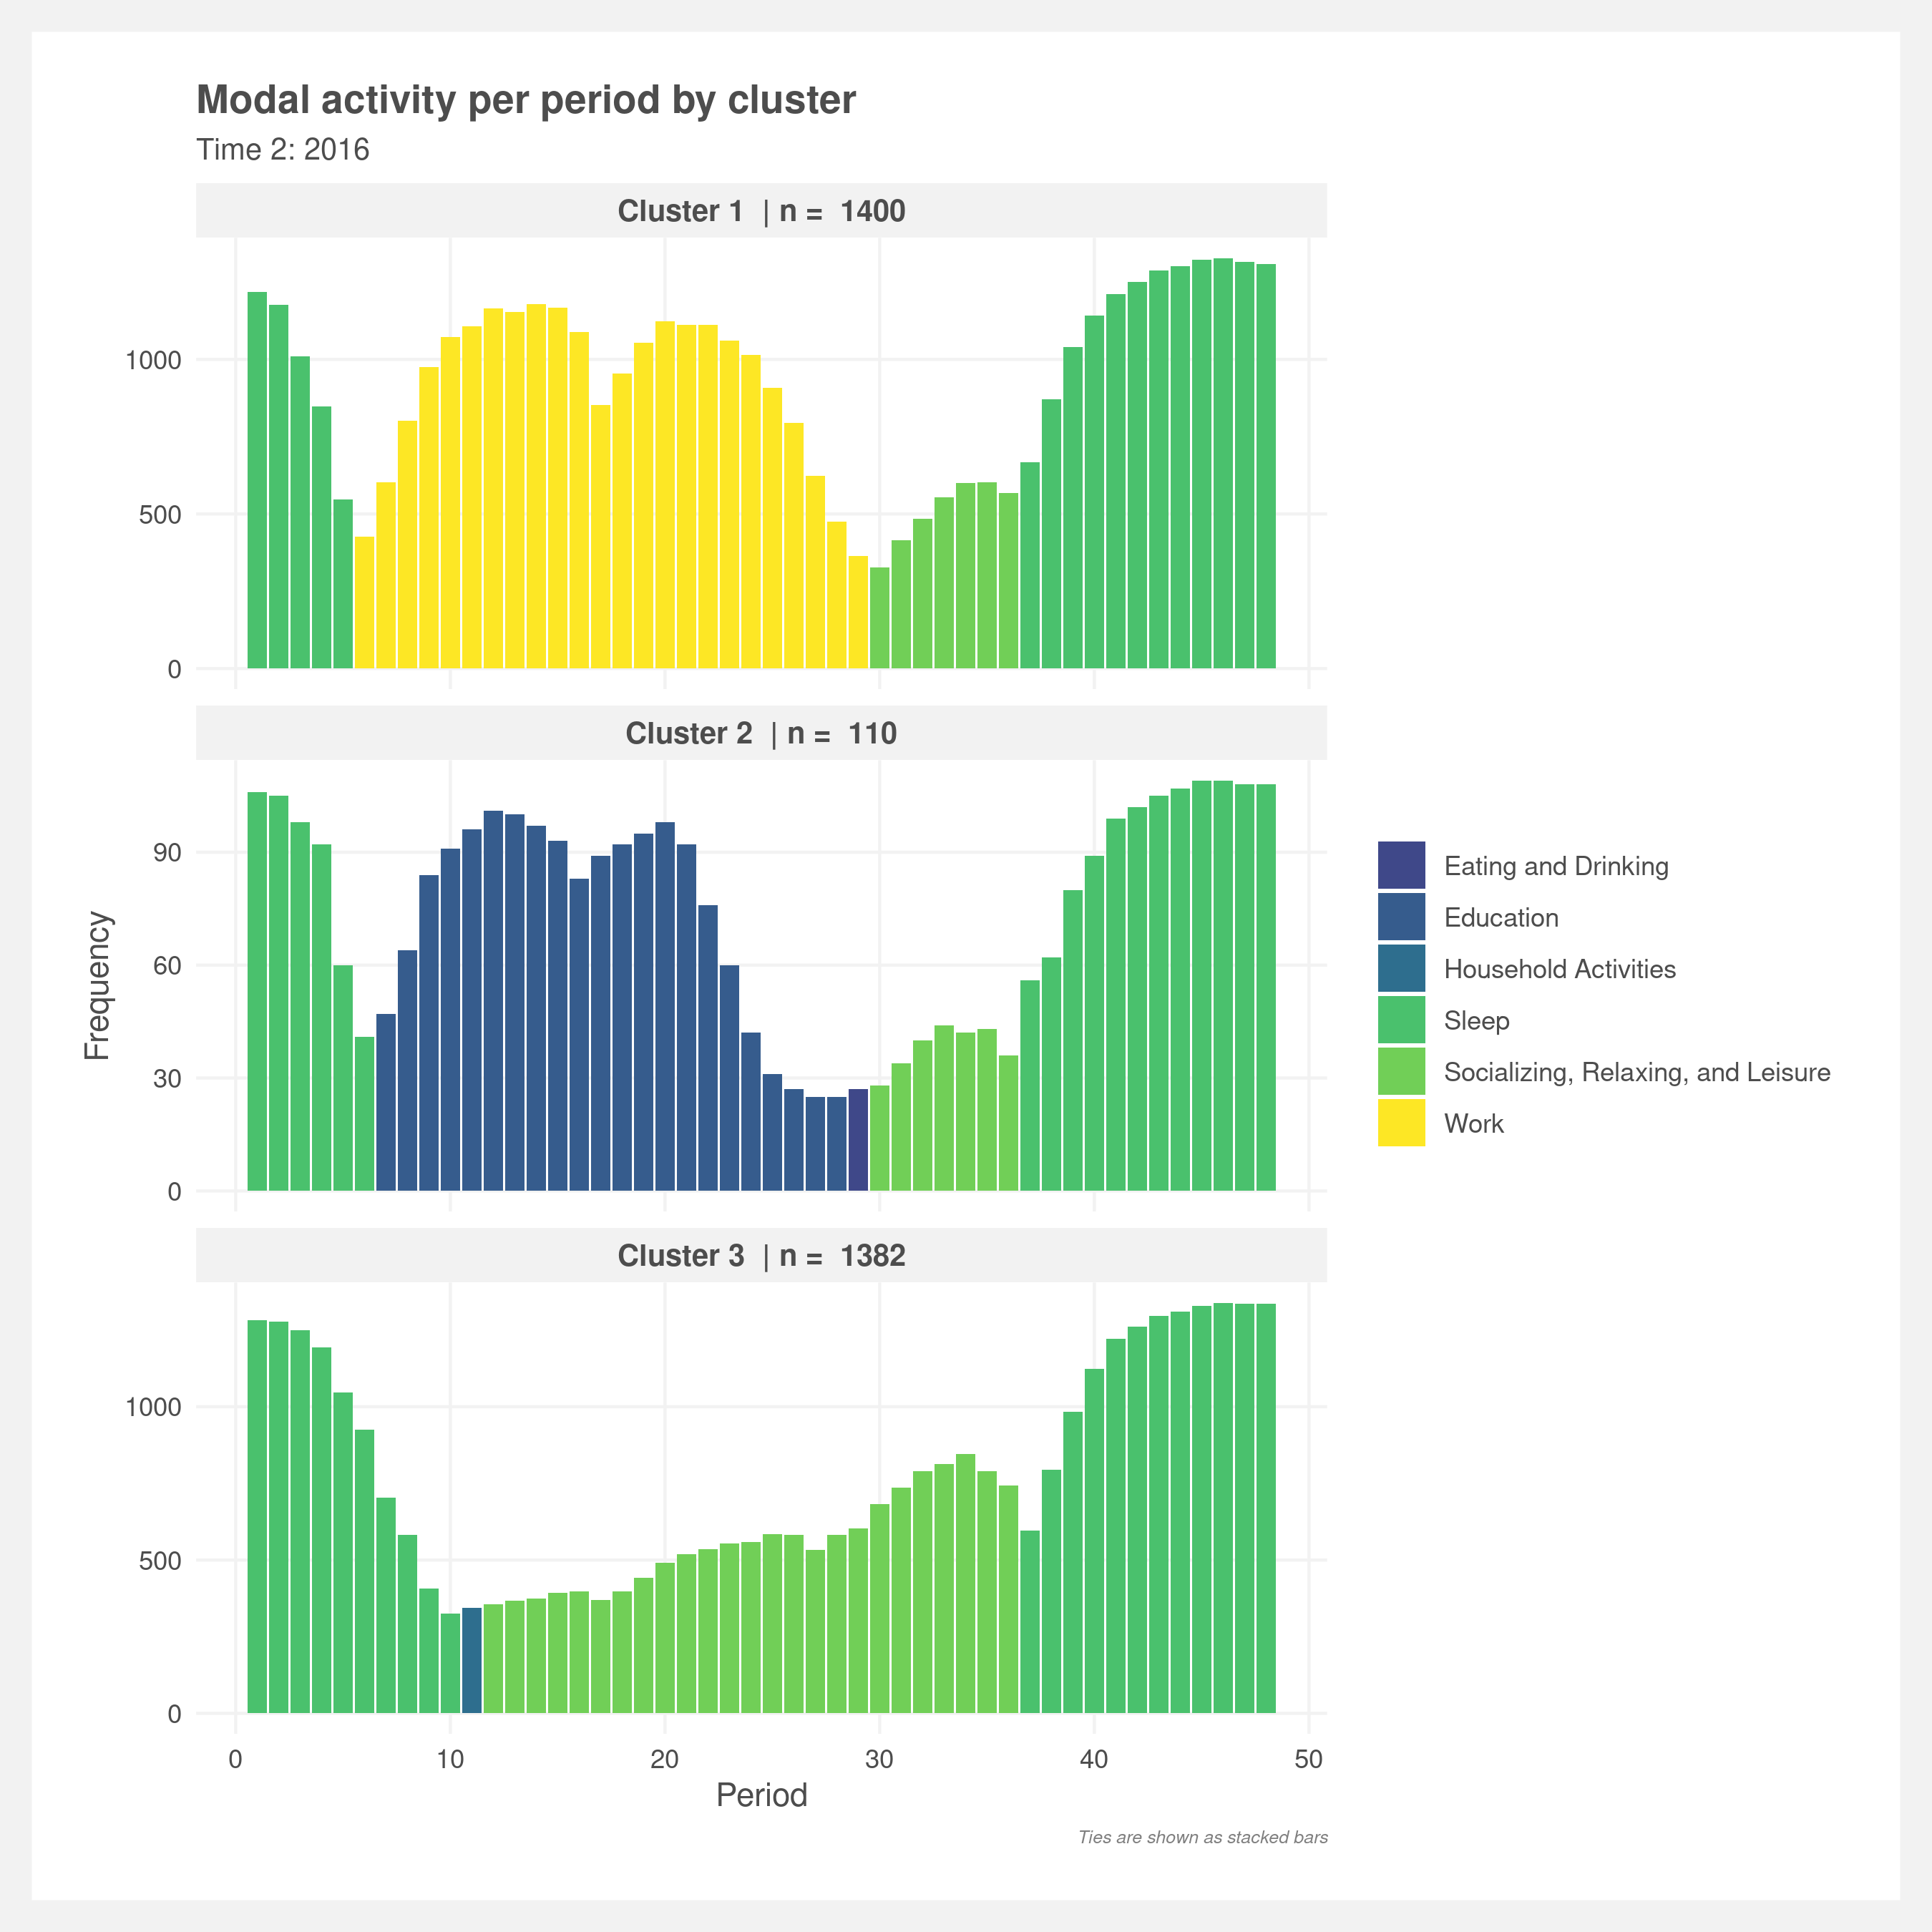 Modal activity per period by cluster
Time 2: 2016
Cluster 1 | n = 1400
1000
500
0
Cluster 2 | n = 110
90
60
30
0
Frequency
Eating and Drinking
Education
Household Activities
Sleep
Socializing, Relaxing, and Leisure
Work
Cluster 3 | n = 1382
1000
500
0
0 10 20 30 40 50
Period
Ties are shown as stacked bars